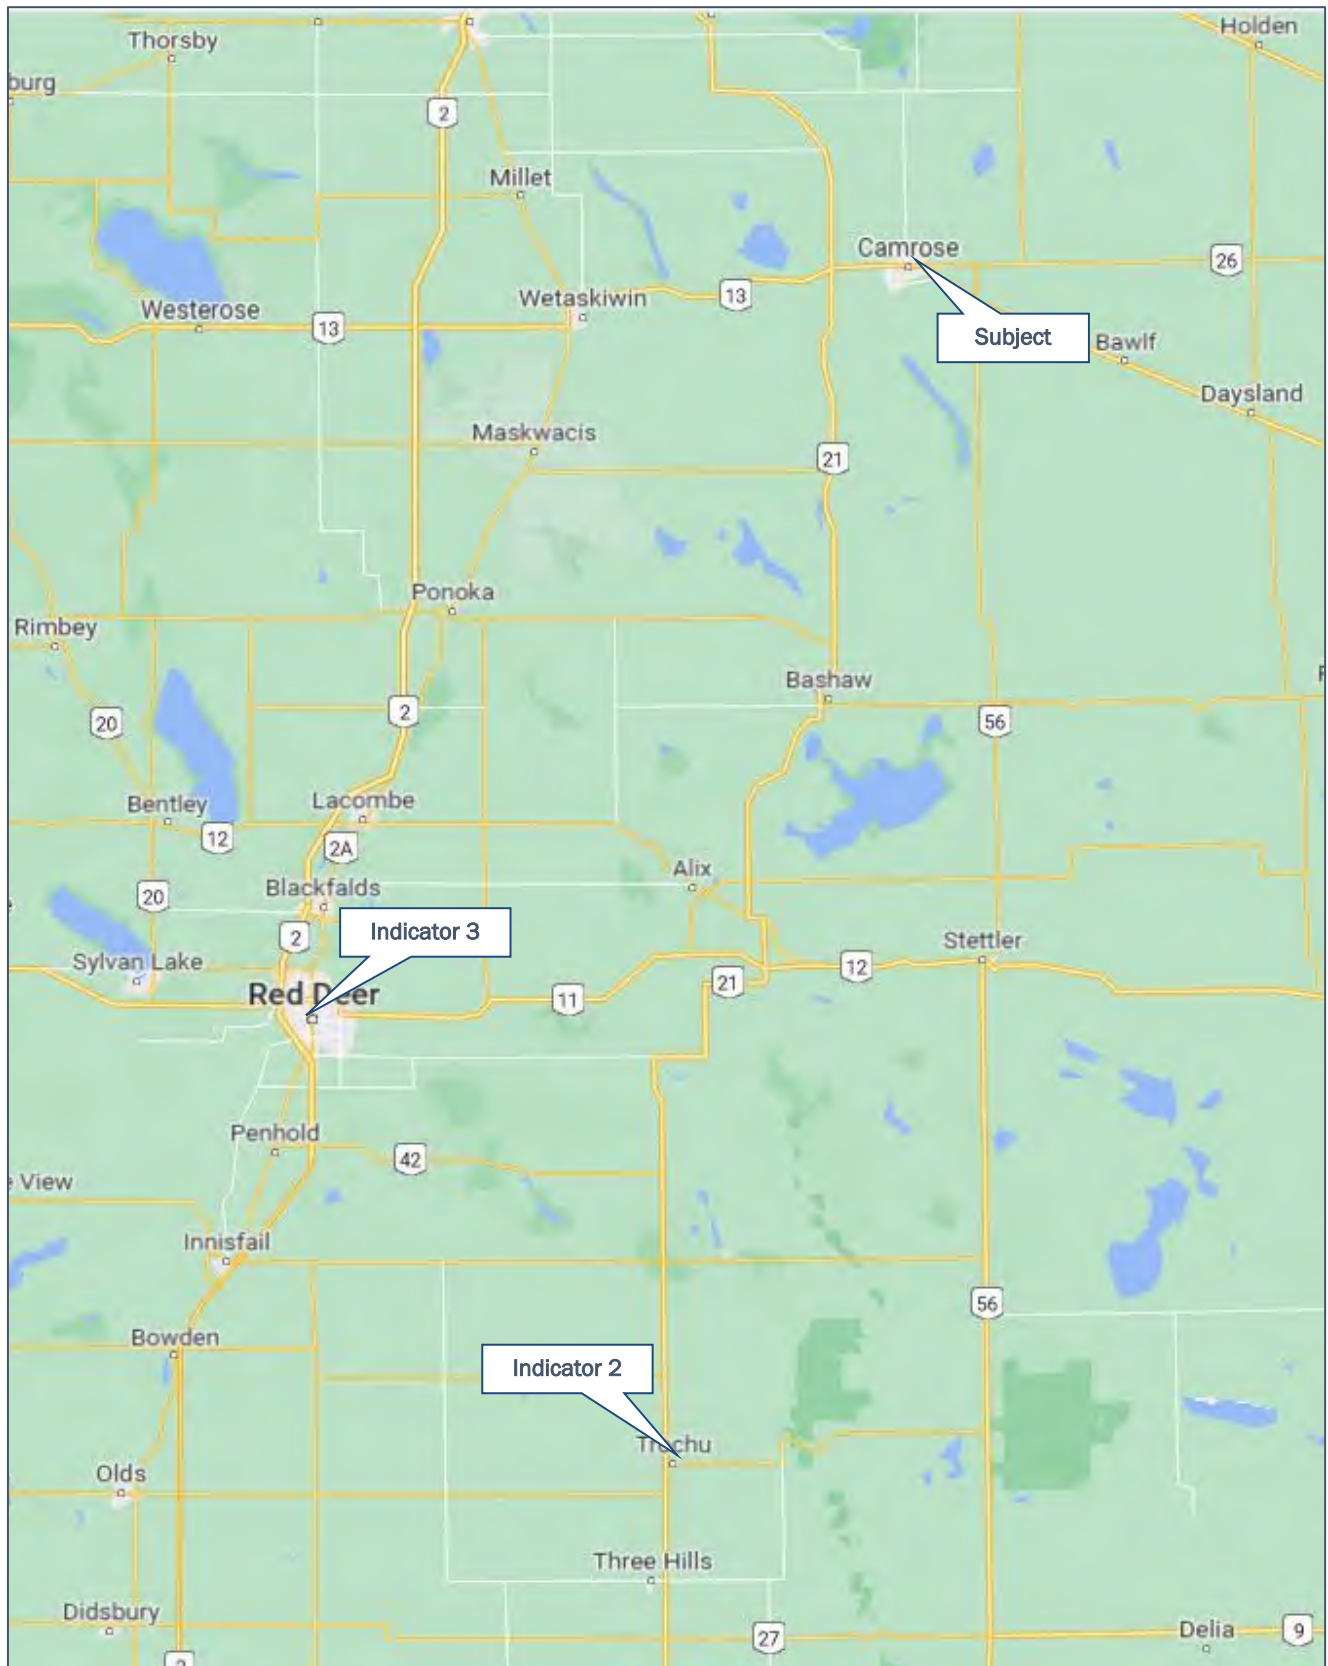 Holden
Thorsby
burg
2
Millet
Camrose
26
Wetaskiwin
13
Westerose
13
Subject
Bawlf
Daysland
Maskwacis
21
Ponoka
Rimbey
Bashaw
2
20
56
Bentley
Lacombe
12
2A
Alix
Blackfalds
20
Indicator 3
2
Stettler
Sylvan Lake
12
21
Red Deer
11
Penhold
42
View
Innisfail
56
Bowden
Indicator 2
Trochu
Olds
Three Hills
Didsbury
27
Delia
9